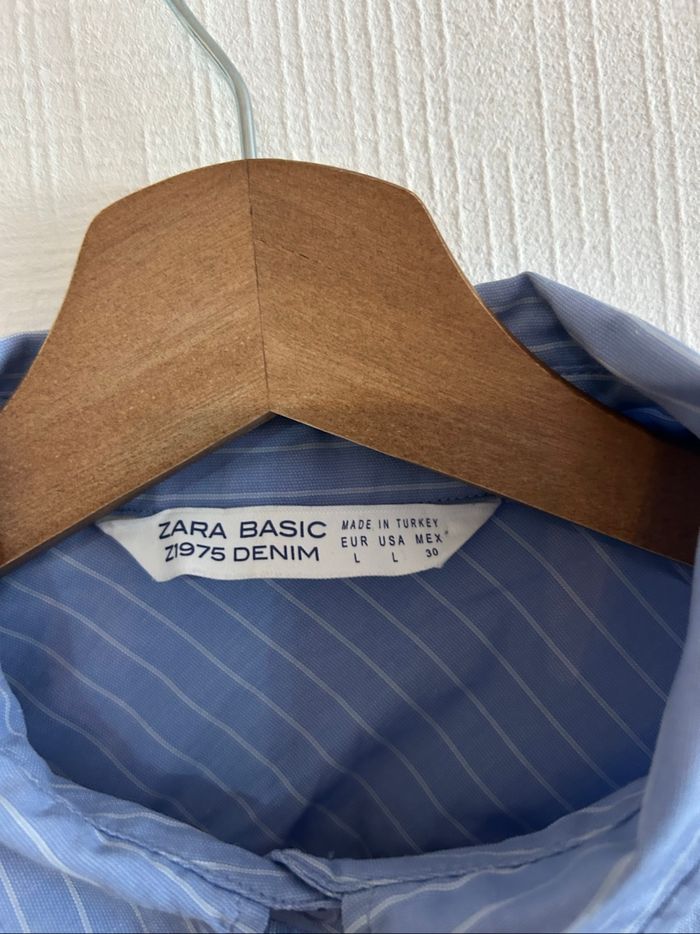 ZARA BASIC
Z1975 DENIM
MADE IN TURKEY
EUR USA MEX
L L 30